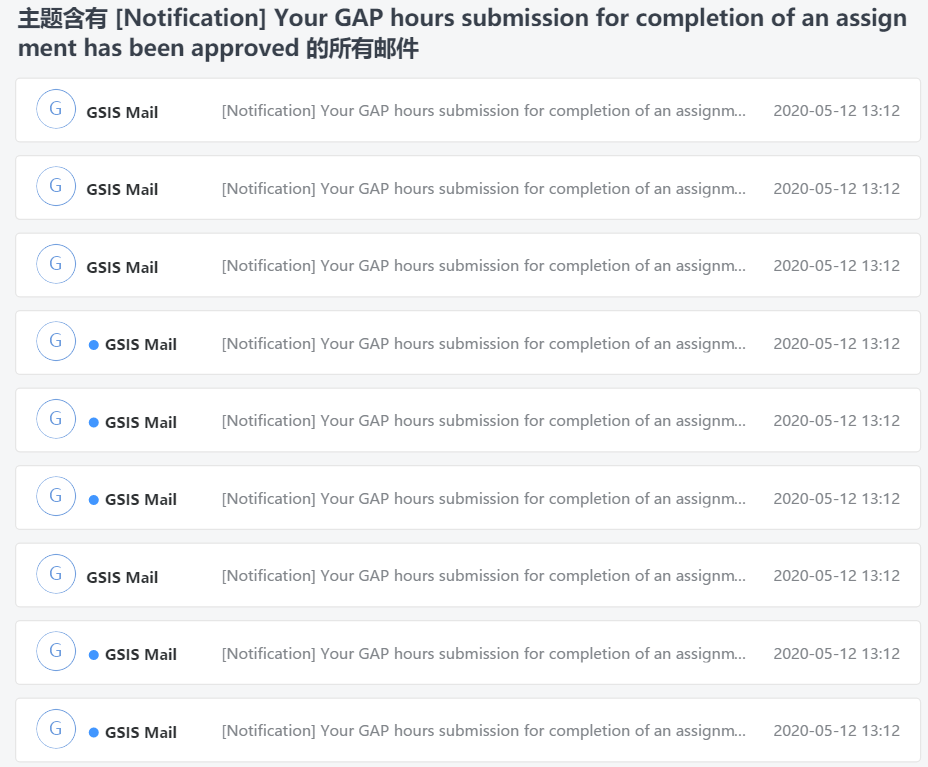 主题含有 [Notification] Your GAP hours submission for completion of an assign
ment has been approved 的所有邮件
G GSIS Mail [Notification] Your GAP hours submission for completion of an assignm... 2020-05-12 13:12
G GSIS Mail [Notification] Your GAP hours submission for completion of an assignm... 2020-05-12 13:12
G GSIS Mail [Notification] Your GAP hours submission for completion of an assignm... 2020-05-12 13:12
G GSIS Mail [Notification] Your GAP hours submission for completion of an assignm... 2020-05-12 13:12
G GSIS Mail [Notification] Your GAP hours submission for completion of an assignm... 2020-05-12 13:12
G GSIS Mail [Notification] Your GAP hours submission for completion of an assignm... 2020-05-12 13:12
G GSIS Mail [Notification] Your GAP hours submission for completion of an assignm... 2020-05-12 13:12
G GSIS Mail [Notification] Your GAP hours submission for completion of an assignm... 2020-05-12 13:12
G GSIS Mail [Notification] Your GAP hours submission for completion of an assignm... 2020-05-12 13:12